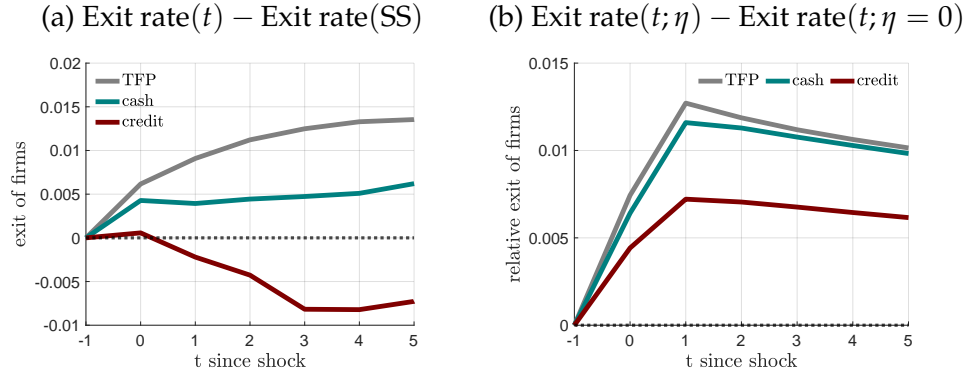 (a) Exit rate(t) − Exit rate(SS)
0.02
0.015
0.01
0.005
0
-0.005
-0.01
exit of firms
TFP
cash
credit
-1 0 1 2 3 4 5
t since shock
(b) Exit rate(t; η) − Exit rate(t; η = 0)
0.015
0.01
0.005
0
relative exit of firms
TFP cash credit
-1 0 1 2 3 4 5
t since shock